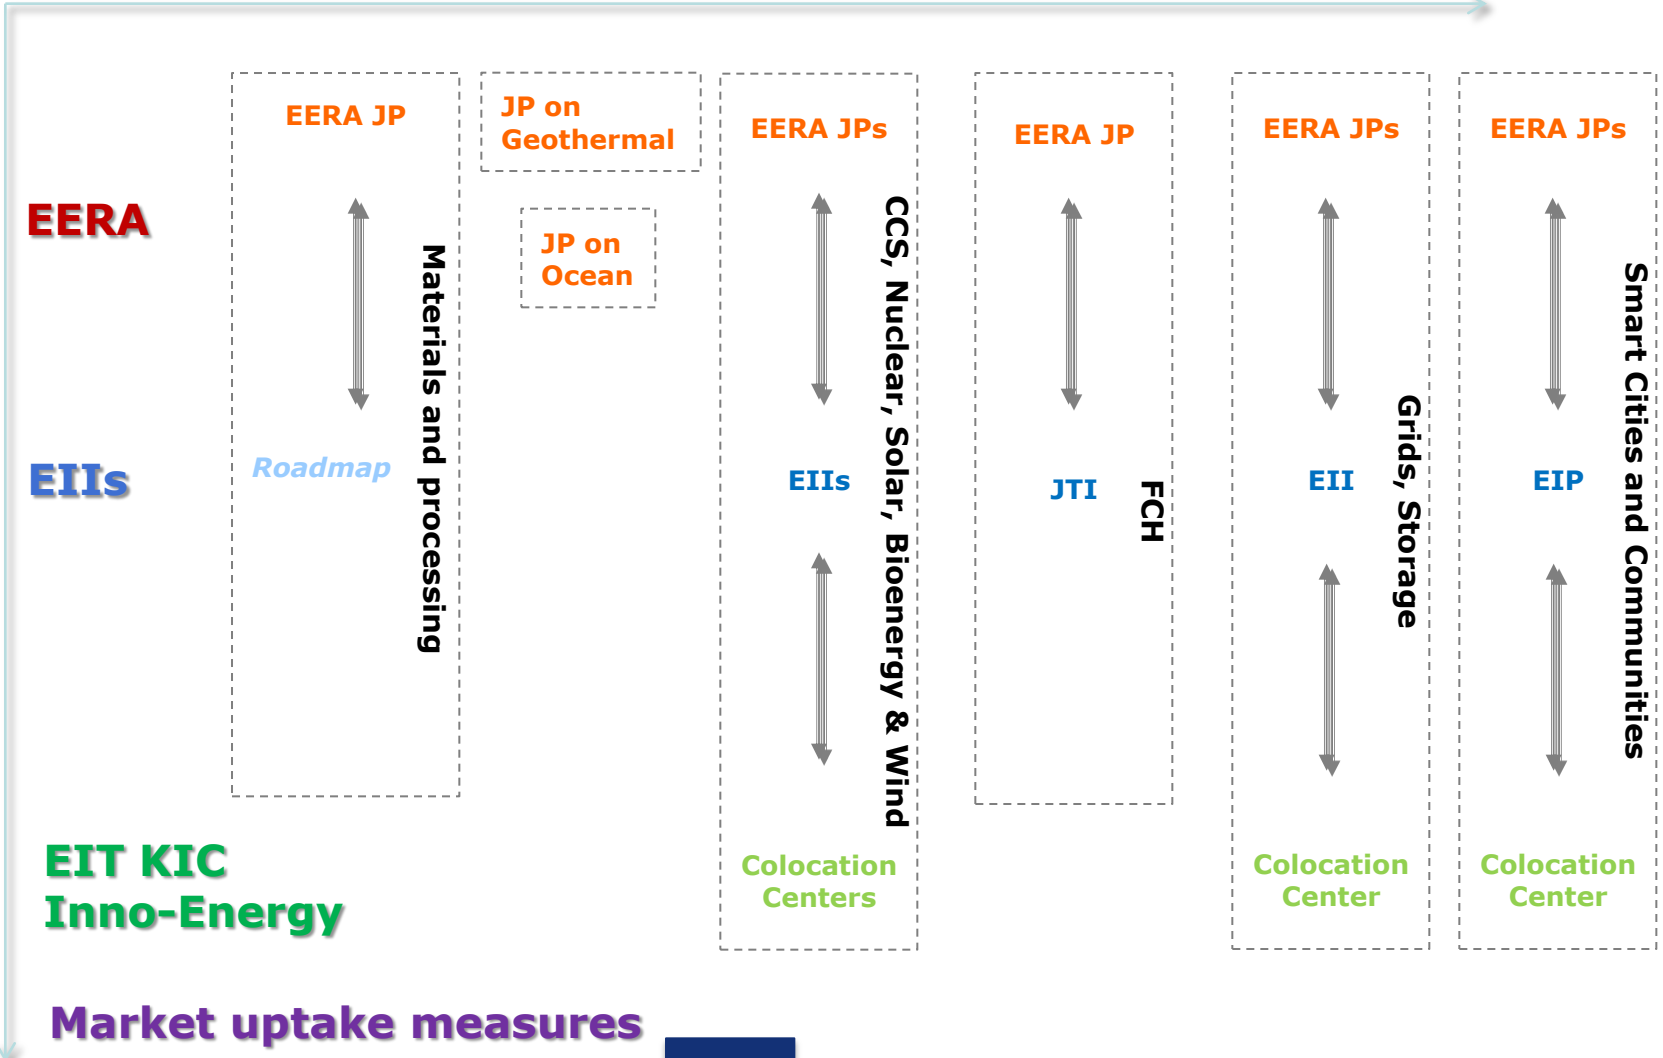 EERA
EIIs
EIT KIC
Inno-Energy
Market uptake measures
EERA JP
Roadmap
Materials and processing
JP on
Geothermal
JP on
Ocean
EERA JPs
EIIs
Colocation
Centers
CCS, Nuclear, Solar, Bioenergy & Wind
EERA JP
JTI
FCH
EERA JPs
EII
Colocation
Center
Grids, Storage
EERA JPs
EIP
Colocation
Center
Smart Cities and Communities